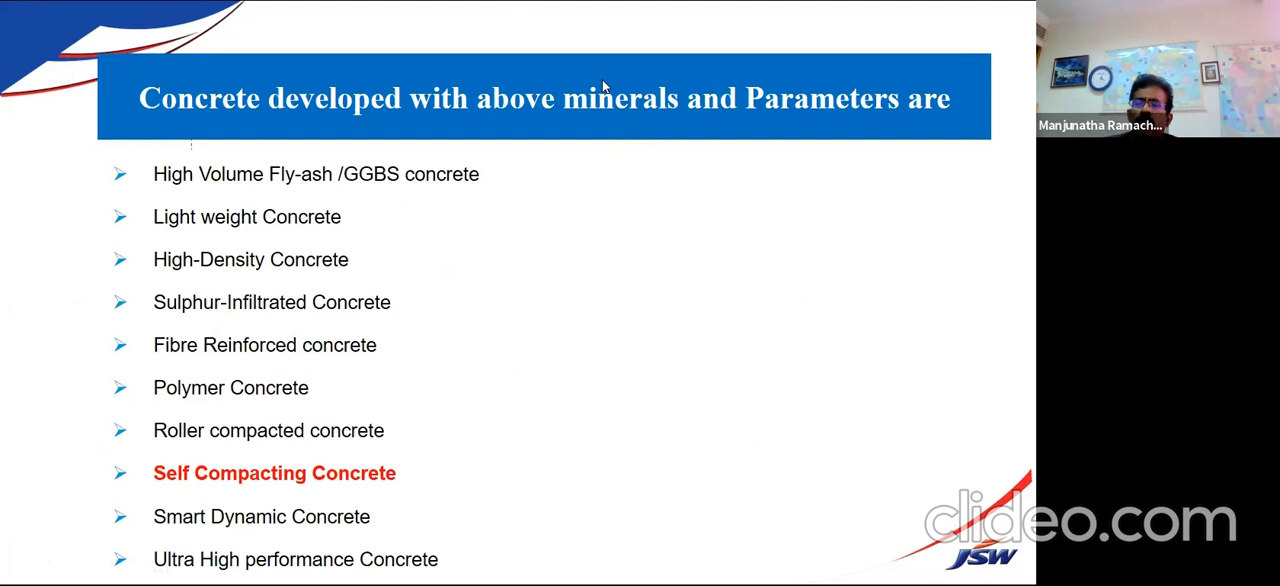 Concrete developed with above minerals and Parameters are
Manjunatha Ramach...
High Volume Fly-ash /GGBS concrete
Light weight Concrete
High-Density Concrete
Sulphur-Infiltrated Concrete
Fibre Reinforced concrete
Polymer Concrete
Roller compacted concrete
Self Compacting Concrete
Smart Dynamic Concrete
Ultra High performance Concrete
clideo.com
JSW